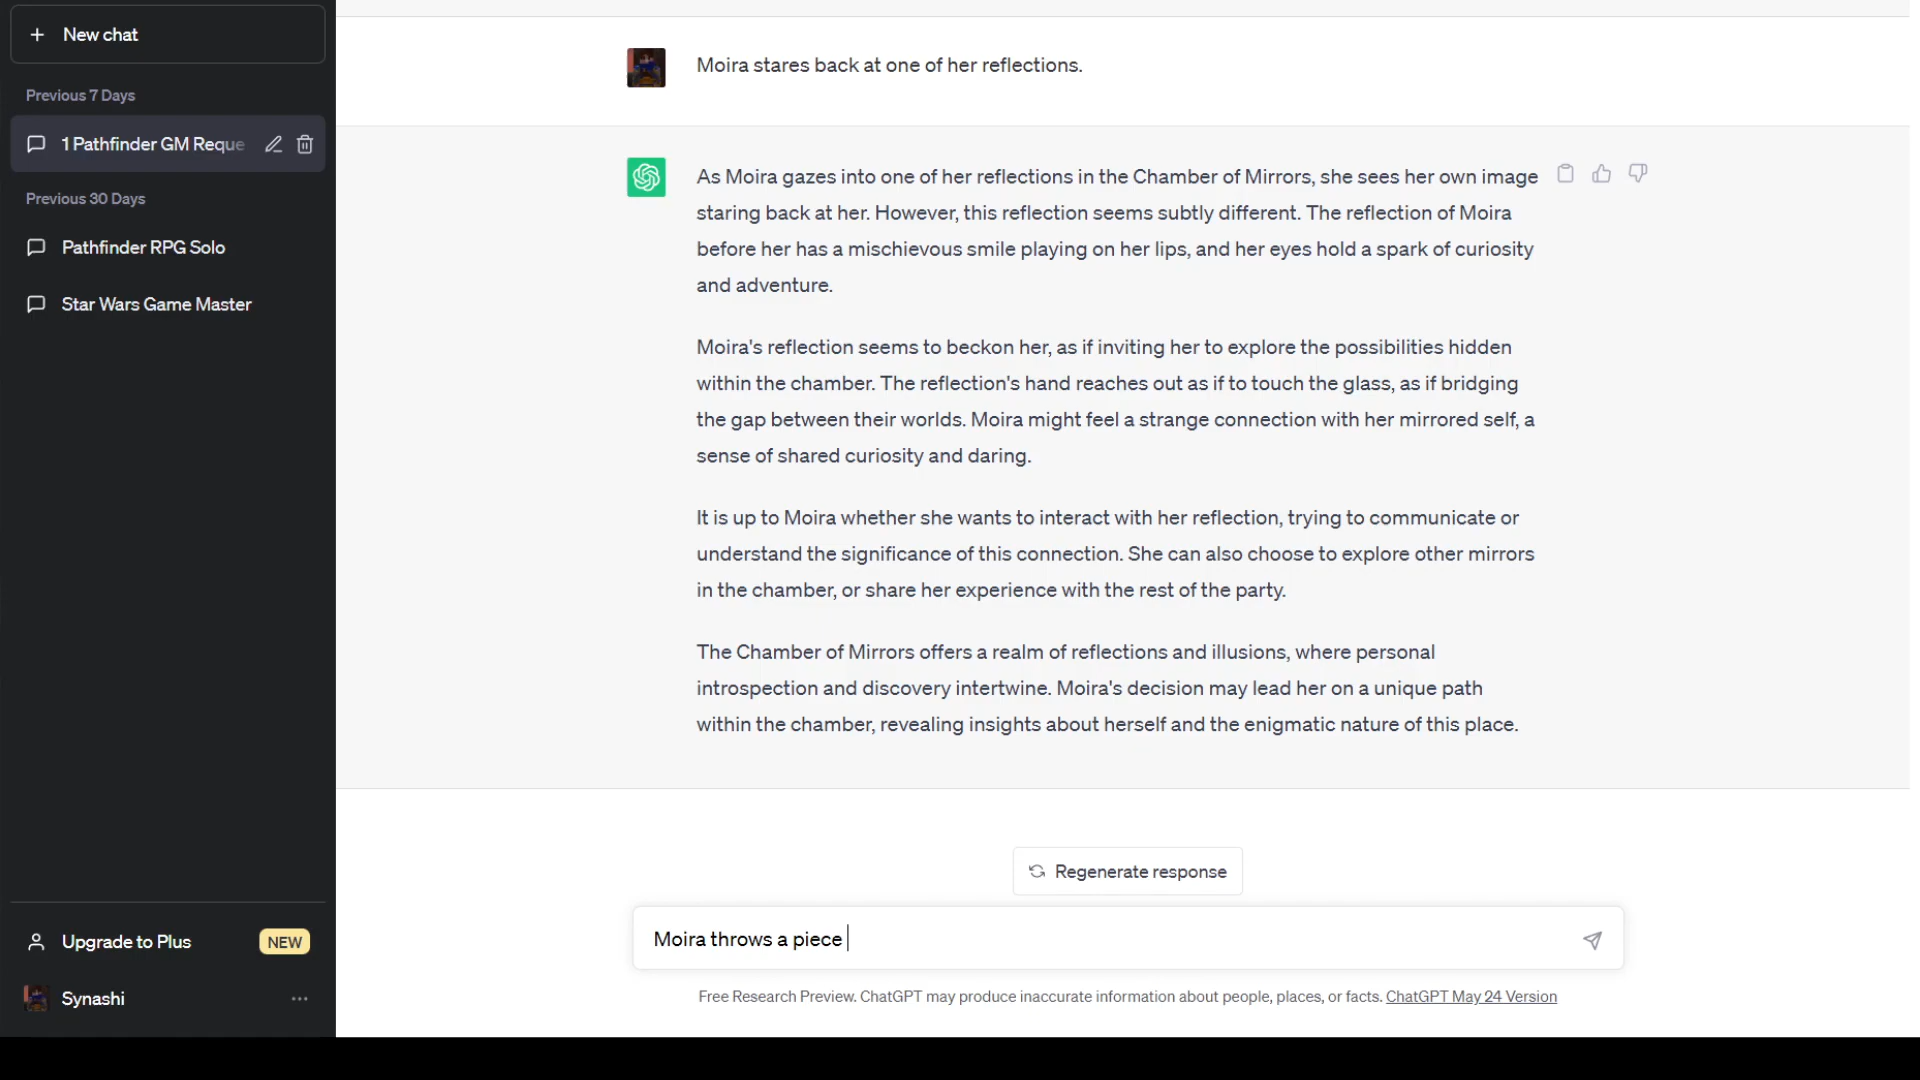 New chat
Previous 7 Days
1 Pathfinder GM Reque
Previous 30 Days
Pathfinder RPG Solo
Star Wars Game Master
Upgrade to Plus
NEW
Synashi
Moira stares back at one of her reflections.
As Moira gazes into one of her reflections in the Chamber of Mirrors, she sees her own image
staring back at her. However, this reflection seems subtly different. The reflection of Moira
before her has a mischievous smile playing on her lips, and her eyes hold a spark of curiosity
and adventure.
Moira's reflection seems to beckon her, as if inviting her to explore the possibilities hidden
within the chamber. The reflection's hand reaches out as if to touch the glass, as if bridging
the gap between their worlds. Moira might feel a strange connection with her mirrored self, a
sense of shared curiosity and daring.
It is up to Moira whether she wants to interact with her reflection, trying to communicate or
understand the significance of this connection. She can also choose to explore other mirrors
in the chamber, or share her experience with the rest of the party.
The Chamber of Mirrors offers a realm of reflections and illusions, where personal
introspection and discovery intertwine. Moira's decision may lead her on a unique path
within the chamber, revealing insights about herself and the enigmatic nature of this place.
Regenerate response
Moira throws a piece
Free Research Preview. ChatGPT may produce inaccurate information about people, places, or facts. ChatGPT May 24 Version